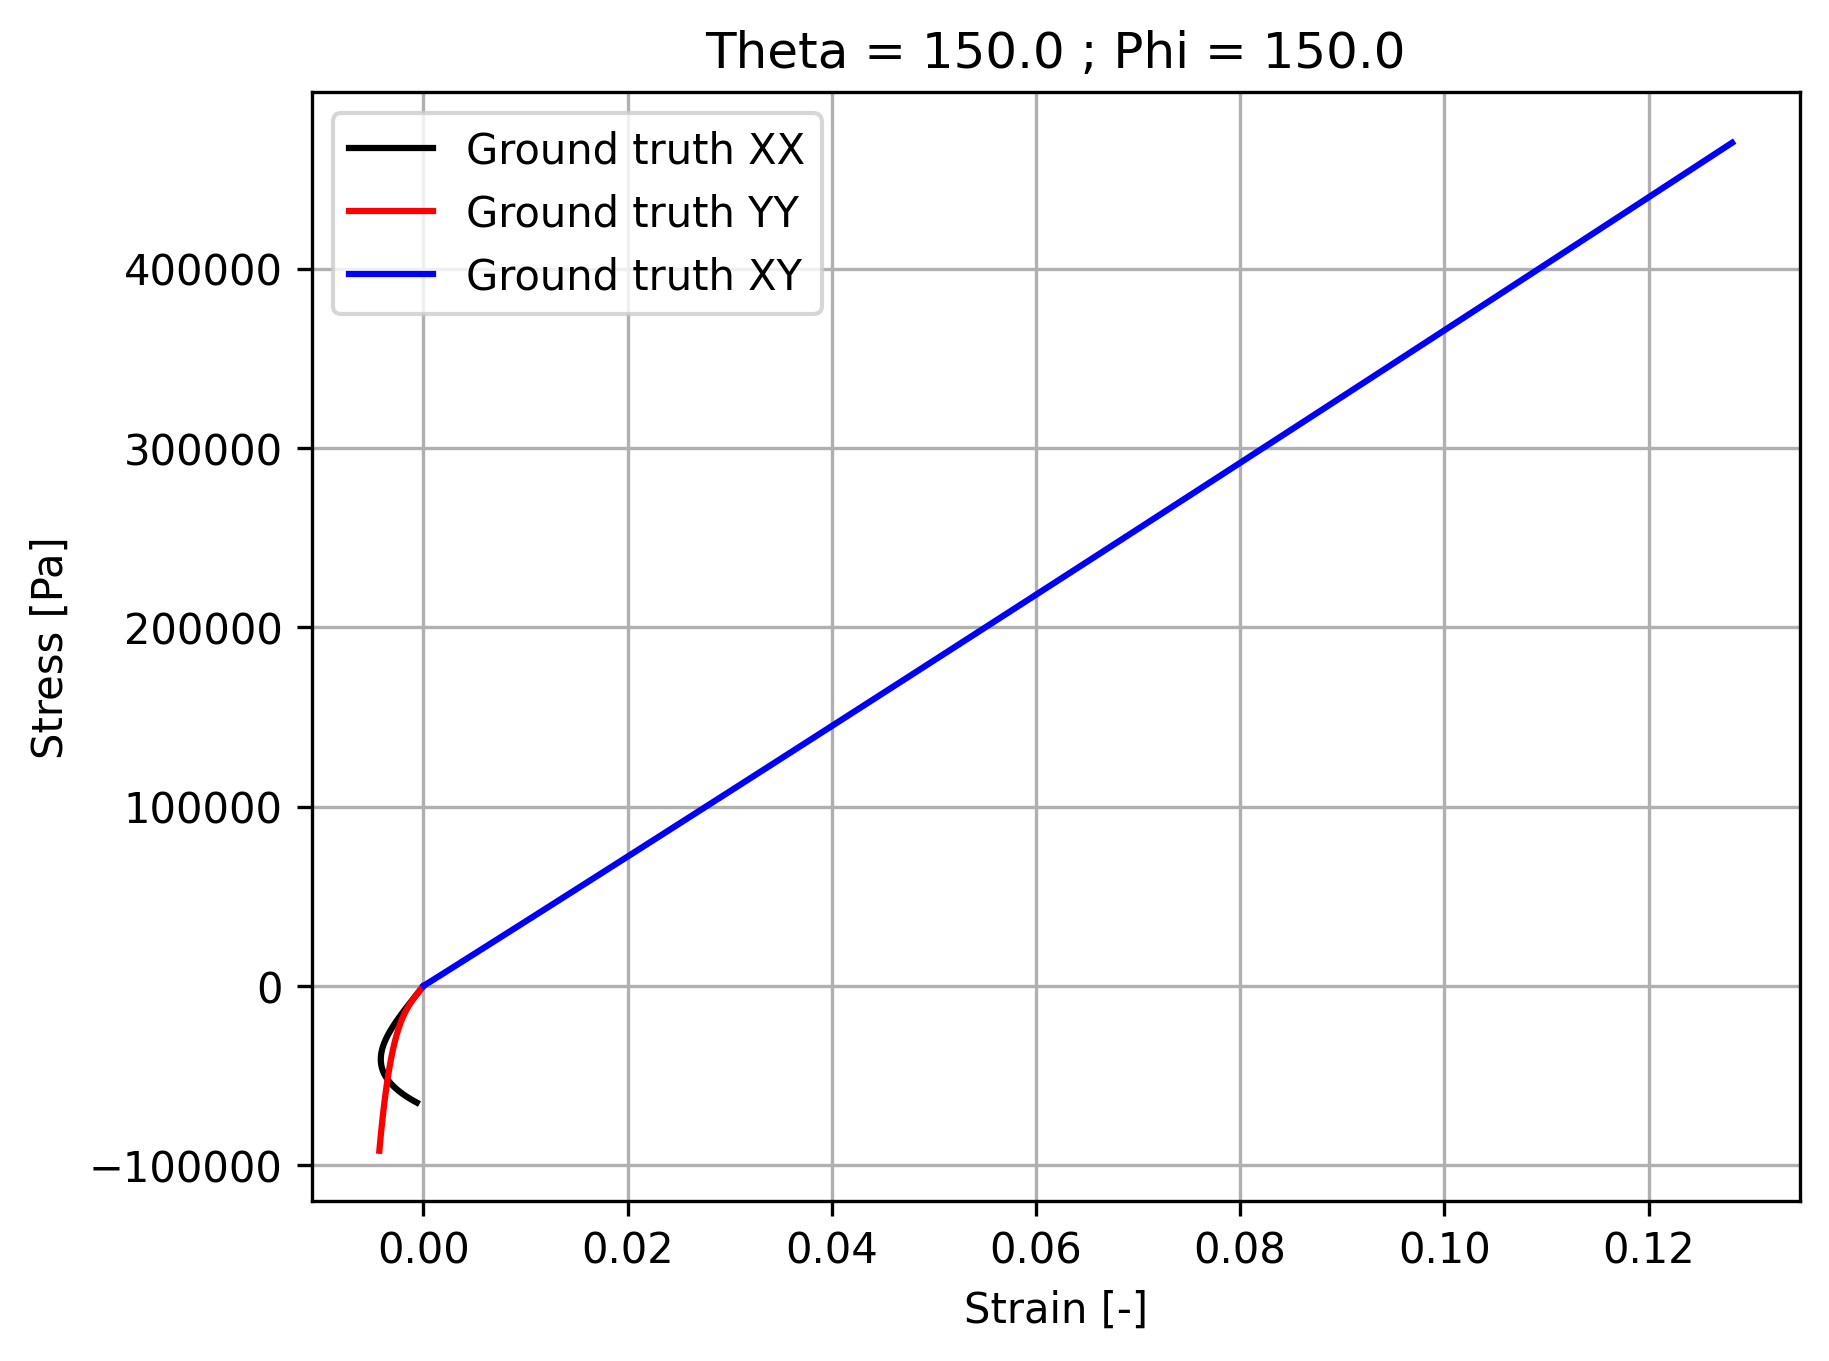 Theta = 150.0 ; Phi = 150.0
Ground truth XX
Ground truth YY
Ground truth XY
400000
300000
200000
100000
0
−100000
Stress [Pa]
0.00 0.02 0.04 0.06 0.08 0.10 0.12
Strain [-]